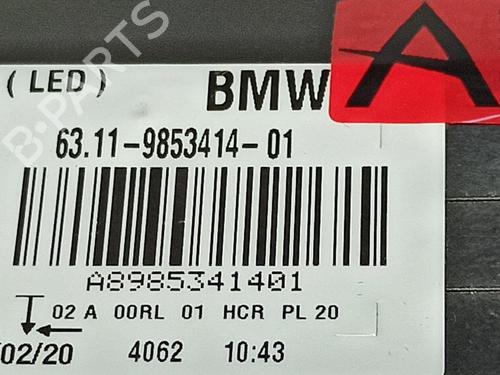 (LED) BMW
A
63.11-9853414-01
A8985341401
02 A 00RL 01 HCR PL 20
02/20 4062 10:43
B-PARTS